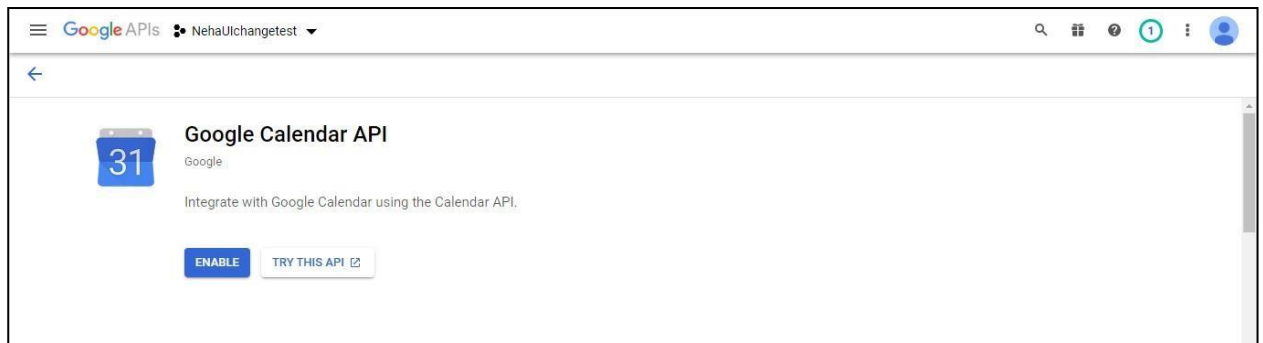 Google APIs NehaUIchangetest 1
31
Google Calendar API
Google
Integrate with Google Calendar using the Calendar API.
ENABLE TRY THIS API